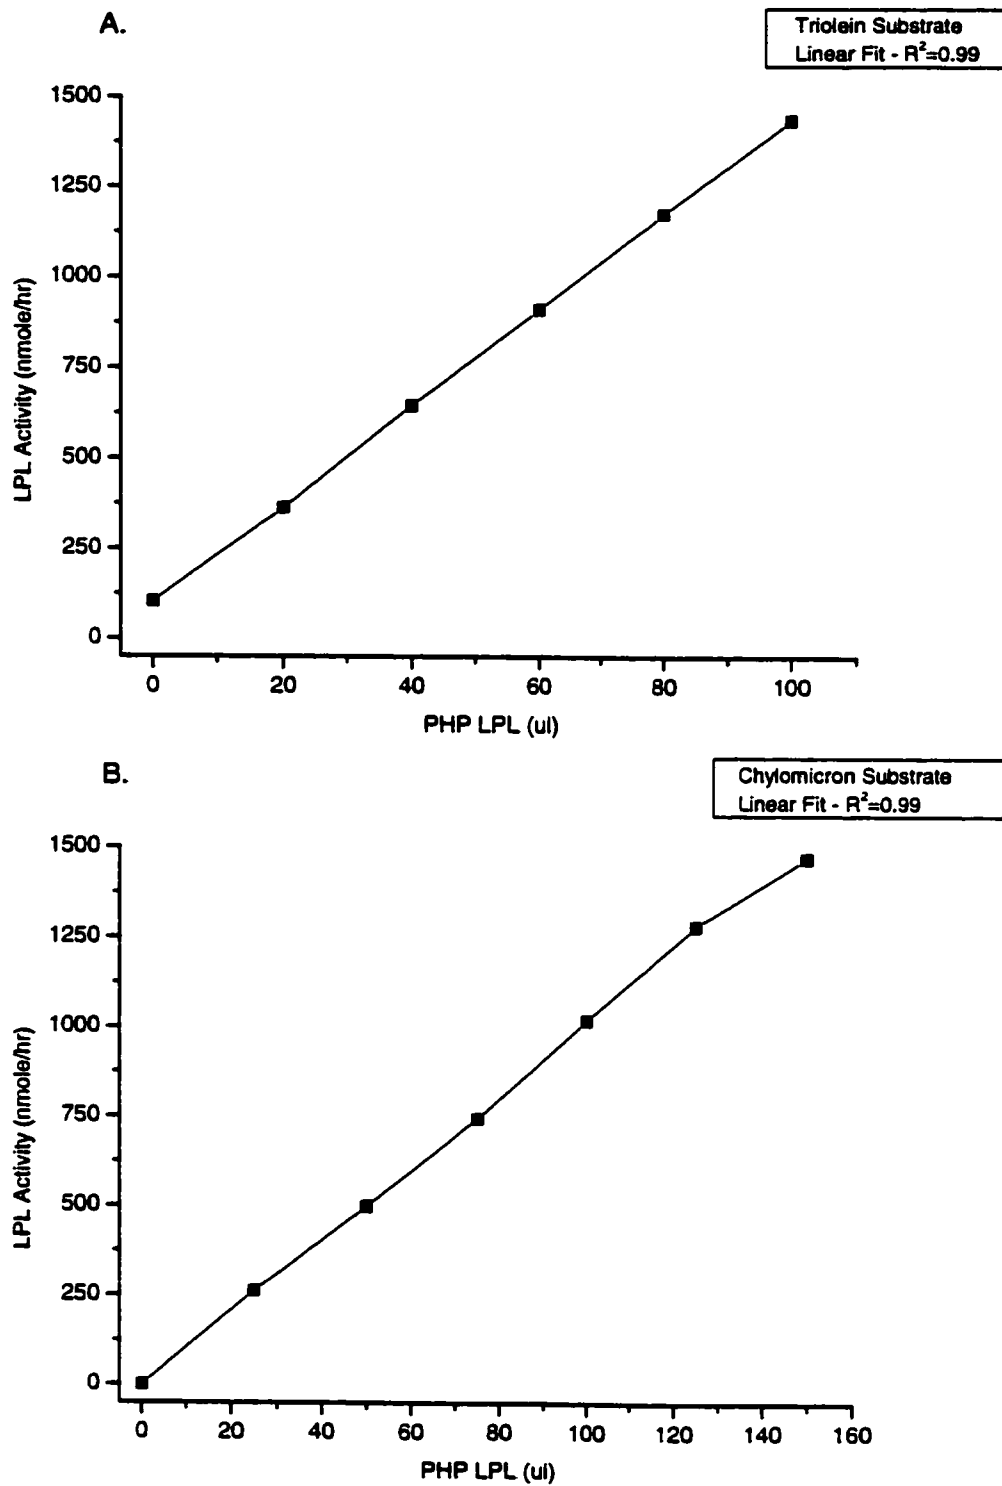 A.
Triolein Substrate
Linear Fit - R²=0.99
1500
1250
1000
750
500
250
0
LPL Activity (nmole/hr)
0 20 40 60 80 100
PHP LPL (ul)
B.
Chylomicron Substrate
Linear Fit - R²=0.99
1500
1250
1000
750
500
250
0
LPL Activity (nmole/hr)
0 20 40 60 80 100 120 140 160
PHP LPL (ul)